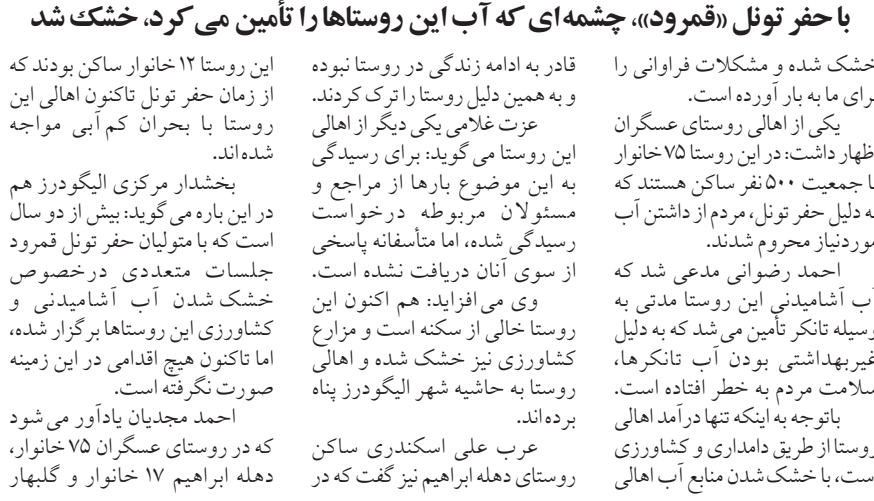 با حفر تونل «قمرود»، چشمه‌ای که آب این روستاها را تأمین می کرد، خشک شد
خشک شده و مشکلات فراوانی را
برای ما به بار آورده است.
یکی از اهالی روستای عسگران
اظهار داشت: در این روستا ۷۵ خانوار
با جمعیت ۵۰۰ نفر ساکن هستند که
به دلیل حفر تونل، مردم از داشتن آب
موردنیاز محروم شدند.
احمد رضوانی مدعی شد که
آب آشامیدنی این روستا مدتی به
وسیله تانکر تأمین می شد که به دلیل
غیربهداشتی بودن آب تانکرها،
سلامت مردم به خطر افتاده است.
باتوجه به اینکه تنها درآمد اهالی
روستا از طریق دامداری و کشاورزی
است، با خشک شدن منابع آب اهالی
قادر به ادامه زندگی در روستا نبوده
و به همین دلیل روستا را ترک کردند.
عزت غلامی یکی دیگر از اهالی
این روستا می گوید: برای رسیدگی
به این موضوع بارها از مراجع و
مسئولان مربوطه درخواست
رسیدگی شده، اما متأسفانه پاسخی
از سوی آنان دریافت نشده است.
وی می افزاید: هم اکنون این
روستا خالی از سکنه است و مزارع
کشاورزی نیز خشک شده و اهالی
روستا به حاشیه شهر الیگودرز پناه
برده‌اند.
عرب علی اسکندری ساکن
روستای دهله ابراهیم نیز گفت که در
این روستا ۱۲ خانوار ساکن بودند که
از زمان حفر تونل تاکنون اهالی این
روستا با بحران کم آبی مواجه
شده‌اند.
بخشدار مرکزی الیگودرز هم
در این باره می گوید: بیش از دو سال
است که با متولیان حفر تونل قمرود
جلسات متعددی درخصوص
خشک شدن آب آشامیدنی و
کشاورزی این روستاها برگزار شده،
اما تاکنون هیچ اقدامی در این زمینه
صورت نگرفته است.
احمد مجدیان یادآور می شود
که در روستای عسگران ۷۵ خانوار،
دهله ابراهیم ۱۷ خانوار و گلبهار